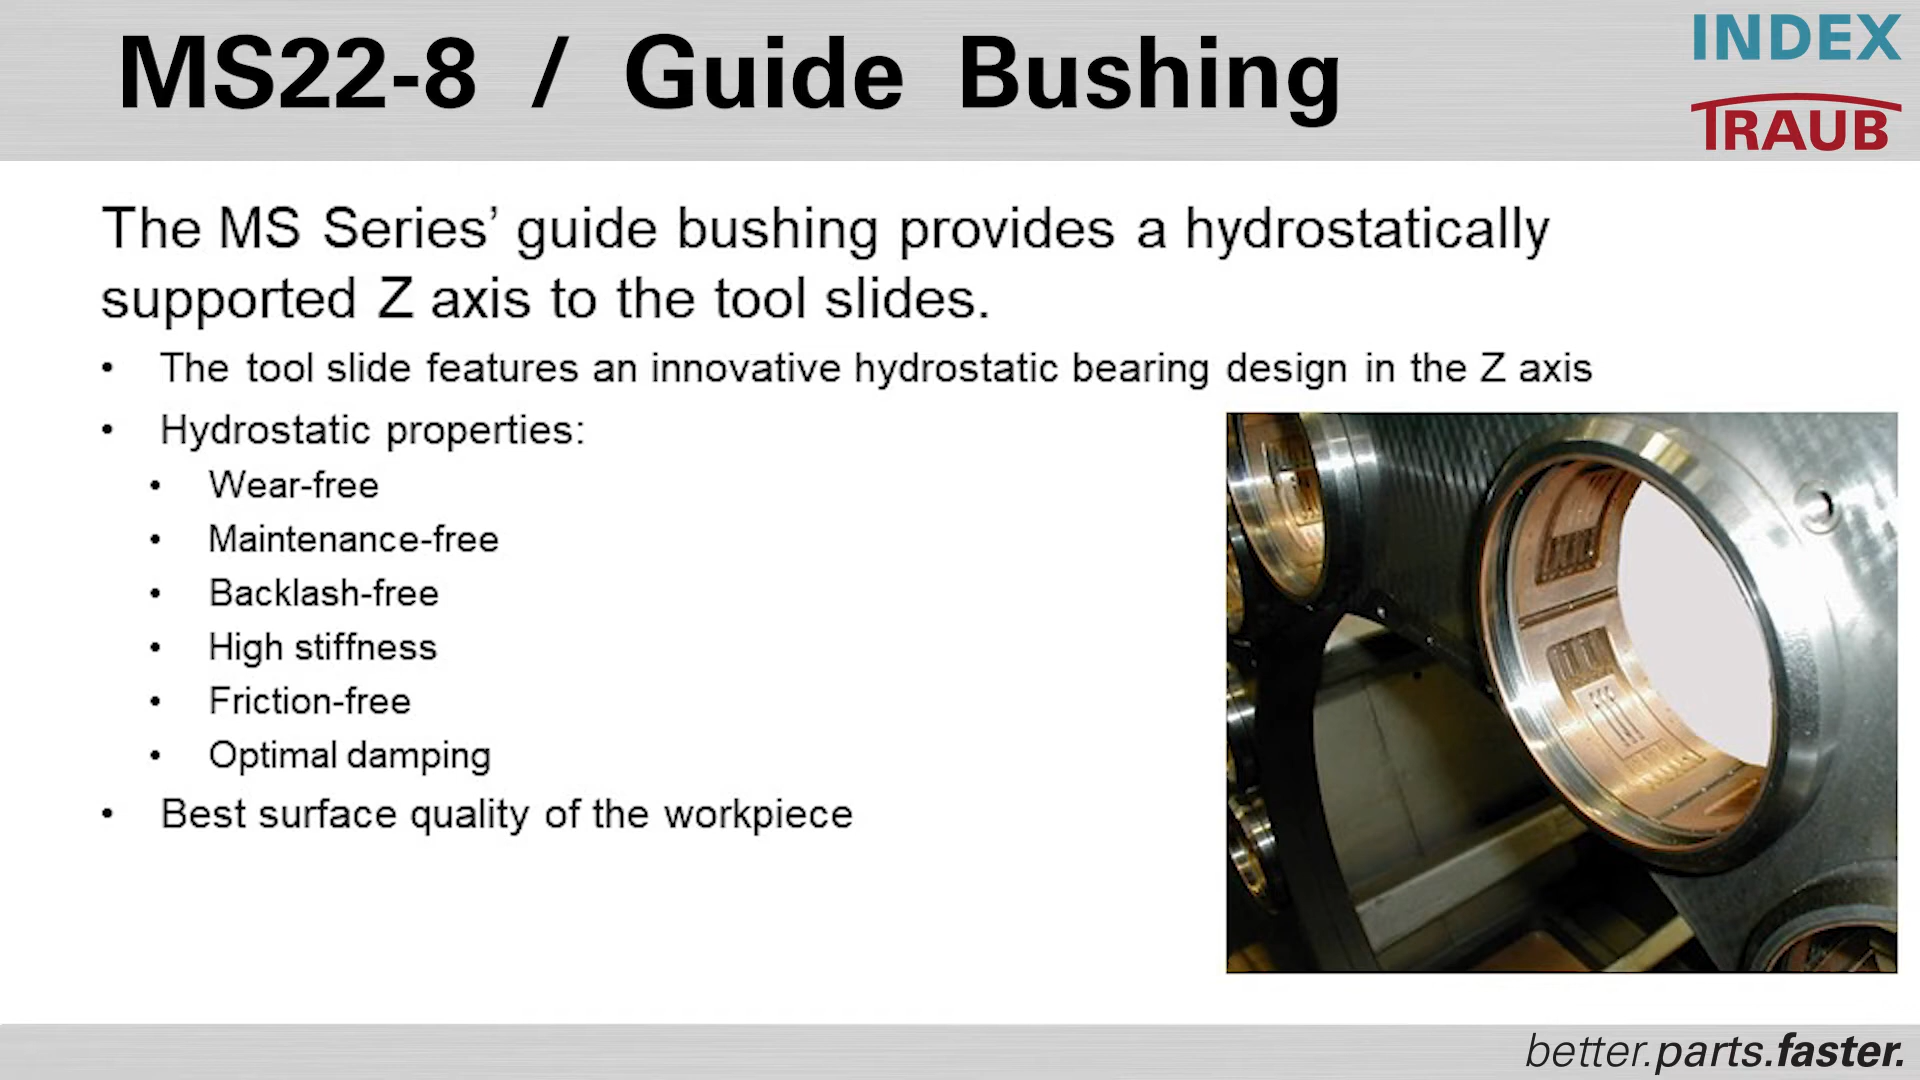 MS22-8 / Guide Bushing
INDEX
TRAUB
The MS Series’ guide bushing provides a hydrostatically
supported Z axis to the tool slides.
• The tool slide features an innovative hydrostatic bearing design in the Z axis
• Hydrostatic properties:
• Wear-free
• Maintenance-free
• Backlash-free
• High stiffness
• Friction-free
• Optimal damping
• Best surface quality of the workpiece
better.parts.faster.